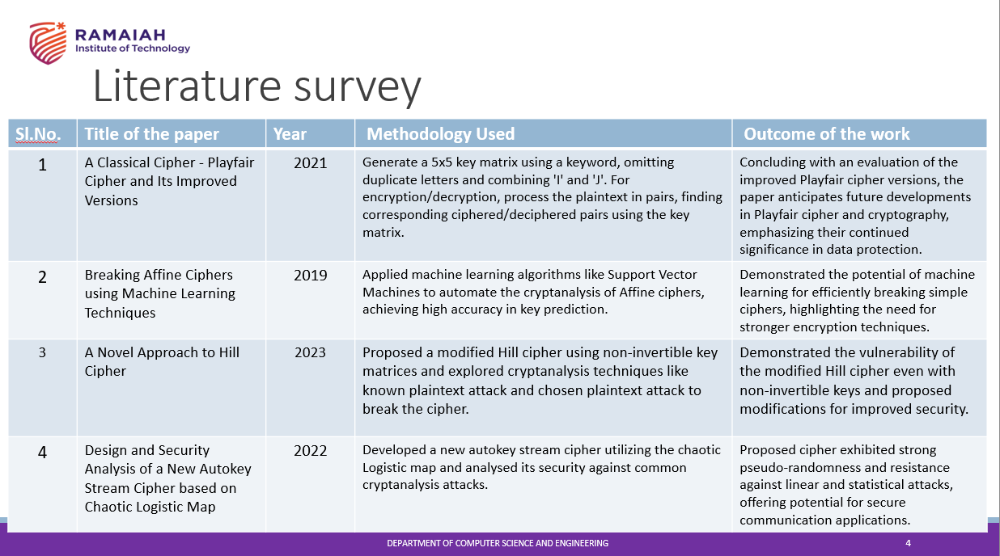 RAMAIAH
Institute of Technology
Literature survey
Sl.No.
Title of the paper
Year
Methodology Used
Outcome of the work
1
A Classical Cipher - Playfair
Cipher and Its Improved
Versions
2021
Generate a 5x5 key matrix using a keyword, omitting
duplicate letters and combining 'I' and 'J'. For
encryption/decryption, process the plaintext in pairs, finding
corresponding ciphered/deciphered pairs using the key
matrix.
Concluding with an evaluation of the
improved Playfair cipher versions, the
paper anticipates future developments
in Playfair cipher and cryptography,
emphasizing their continued
significance in data protection.
2
Breaking Affine Ciphers
using Machine Learning
Techniques
2019
Applied machine learning algorithms like Support Vector
Machines to automate the cryptanalysis of Affine ciphers,
achieving high accuracy in key prediction.
Demonstrated the potential of machine
learning for efficiently breaking simple
ciphers, highlighting the need for
stronger encryption techniques.
3
A Novel Approach to Hill
Cipher
2023
Proposed a modified Hill cipher using non-invertible key
matrices and explored cryptanalysis techniques like
known plaintext attack and chosen plaintext attack to
break the cipher.
Demonstrated the vulnerability of
the modified Hill cipher even with
non-invertible keys and proposed
modifications for improved security.
4
Design and Security
Analysis of a New Autokey
Stream Cipher based on
Chaotic Logistic Map
2022
Developed a new autokey stream cipher utilizing the chaotic
Logistic map and analysed its security against common
cryptanalysis attacks.
Proposed cipher exhibited strong
pseudo-randomness and resistance
against linear and statistical attacks,
offering potential for secure
communication applications.
DEPARTMENT OF COMPUTER SCIENCE AND ENGINEERING
4